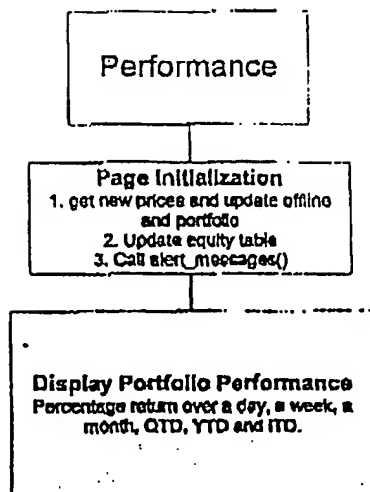 Performance
Page Initialization
1. get new prices and update offline
and portfolio
2. Update equity table
3. Call alert_messages()
Display Portfolio Performance
Percentage return over a day, a week, a
month, QTD, YTD and ITD.